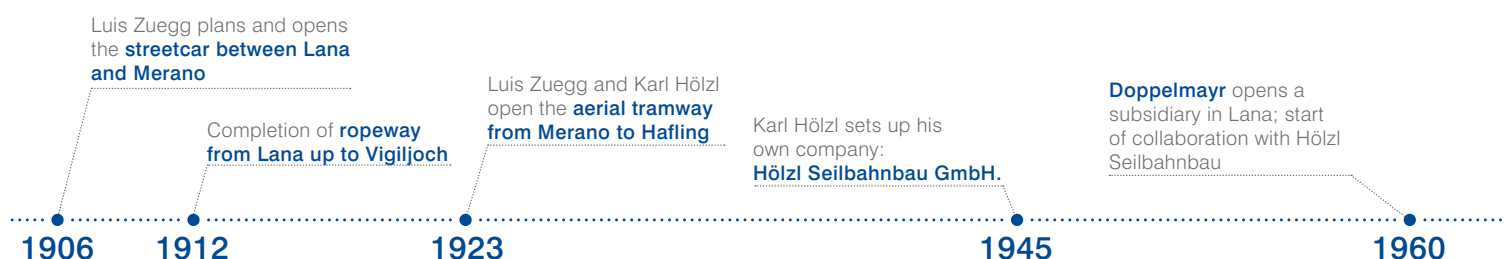 Luis Zuegg plans and opens
the streetcar between Lana
and Merano
1906
Completion of ropeway
from Lana up to Vigiljoch
1912
Luis Zuegg and Karl Hölzl
open the aerial tramway
from Merano to Hafling
1923
Karl Hölzl sets up his
own company:
Hölzl Seilbahnbau GmbH.
1945
Doppelmayr opens a
subsidiary in Lana; start
of collaboration with Hölzl
Seilbahnbau
1960